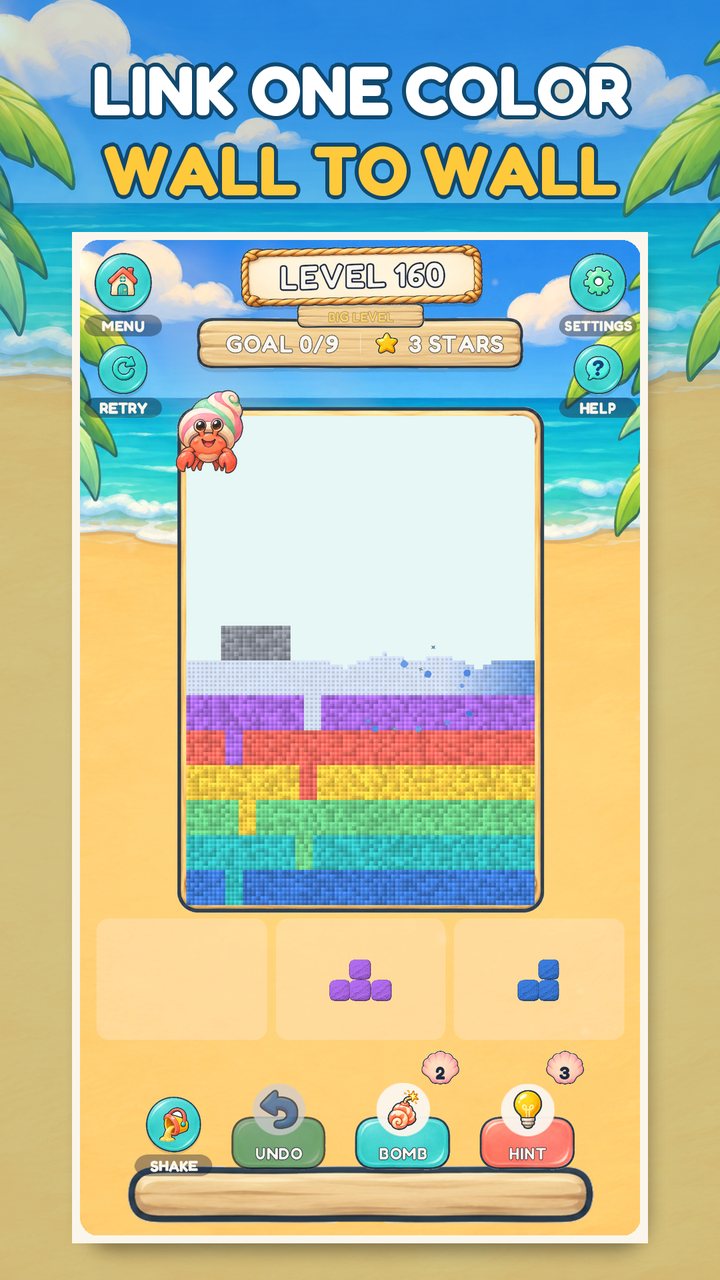 LINK ONE COLOR
WALL TO WALL
LEVEL 160
BIG LEVEL
GOAL 0/9
3 STARS
MENU
SETTINGS
RETRY
HELP
2
3
UNDO
BOMB
HINT
SHAKE